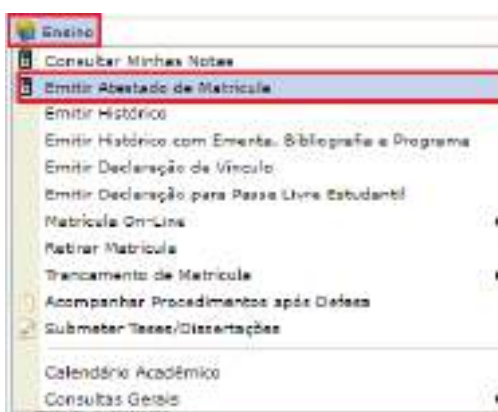 Ensino
Consultar Minhas Notas
Emitir Atestado de Matrícula
Emitir Histórico
Emitir Histórico com Ementa, Bibliografia e Programa
Emitir Declaração de Vínculo
Emitir Declaração para Passe Livre Estudantil
Matrícula On-Line
Retirar Matrícula
Trancamento de Matrícula
Acompanhar Procedimentos após Defesa
Submeter Teses/Dissertações
Calendário Acadêmico
Consultas Gerais